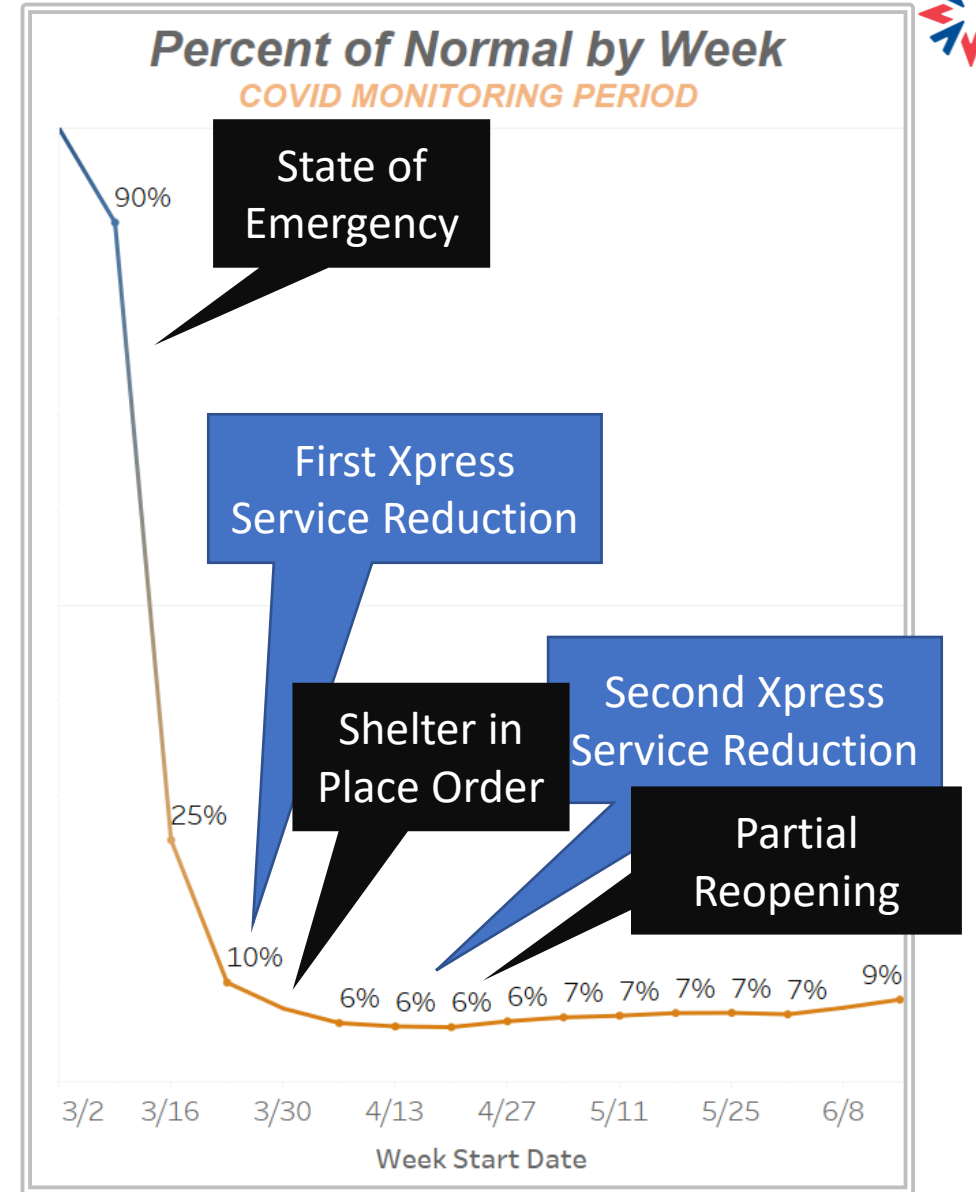 Percent of Normal by Week
COVID MONITORING PERIOD
State of
Emergency
90%
First Xpress
Service Reduction
Second Xpress
Service Reduction
Shelter in
Place Order
25%
Partial
Reopening
10%
6% 6% 6% 6% 7% 7% 7% 7% 7% 9%
3/2 3/16 3/30 4/13 4/27 5/11 5/25 6/8
Week Start Date